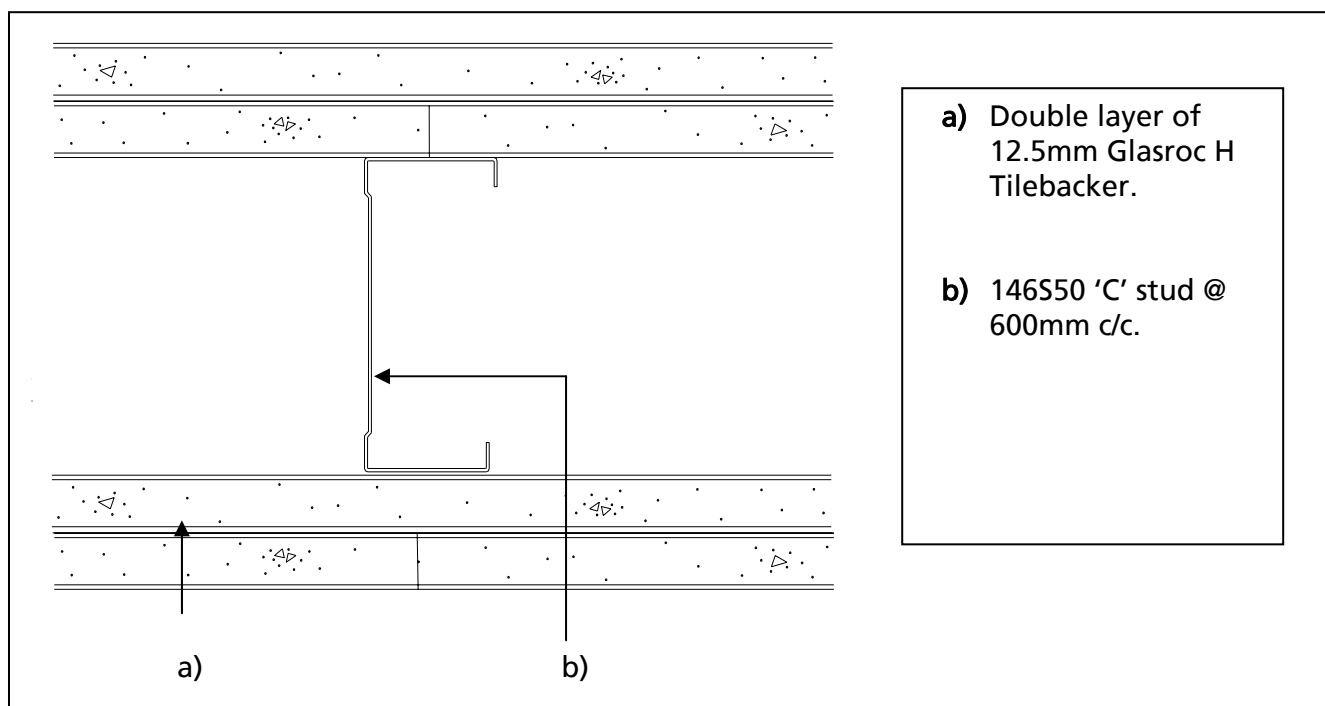 a) Double layer of
12.5mm Glasroc H
Tilebacker.
b) 146S50 ‘C’ stud @
600mm c/c.
a)
b)